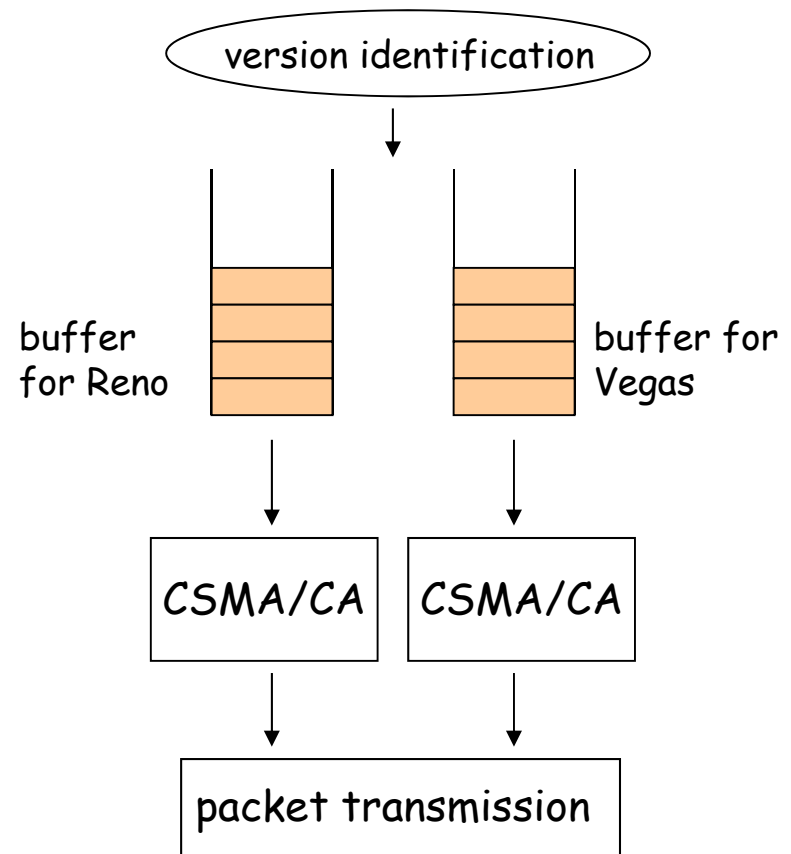 version identification
buffer
for Reno
buffer for
Vegas
CSMA/CA
CSMA/CA
packet transmission